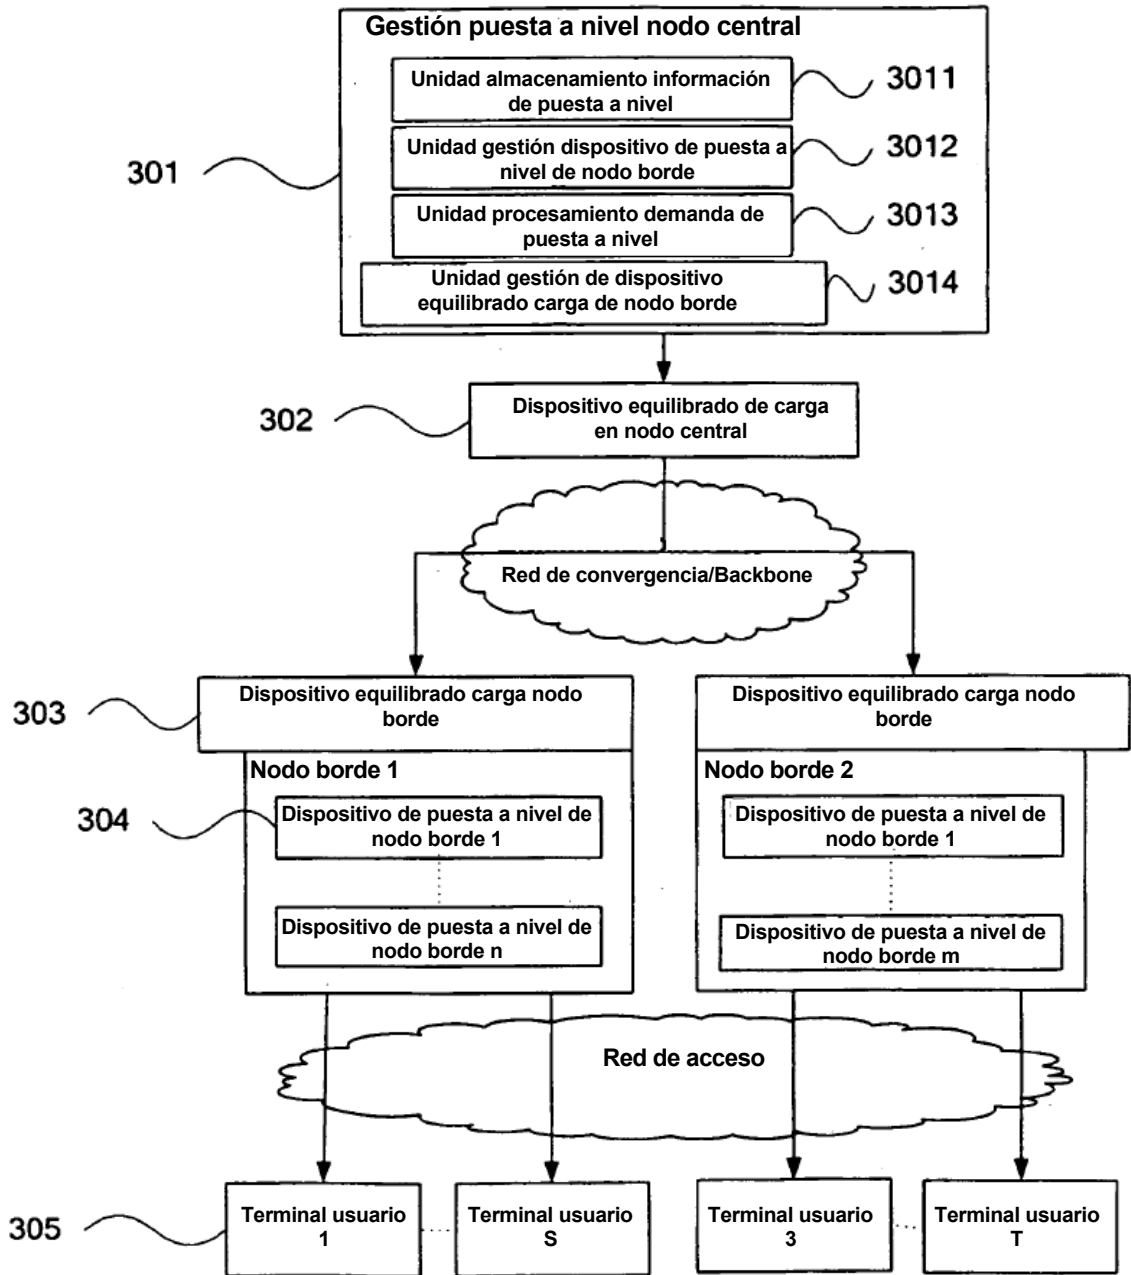 Gestión puesta a nivel nodo central
Unidad almacenamiento información
de puesta a nivel
3011
Unidad gestión dispositivo de puesta a
nivel de nodo borde
3012
301
Unidad procesamiento demanda de
puesta a nivel
3013
Unidad gestión de dispositivo
equilibrado carga de nodo borde
3014
302
Dispositivo equilibrado de carga
en nodo central
Red de convergencia/Backbone
303
Dispositivo equilibrado carga nodo
borde
Dispositivo equilibrado carga nodo
borde
Nodo borde 1
Nodo borde 2
304
Dispositivo de puesta a nivel de
nodo borde 1
Dispositivo de puesta a nivel de
nodo borde 1
Dispositivo de puesta a nivel de
nodo borde n
Dispositivo de puesta a nivel de
nodo borde m
Red de acceso
305
Terminal usuario
1
Terminal usuario
S
Terminal usuario
3
Terminal usuario
T